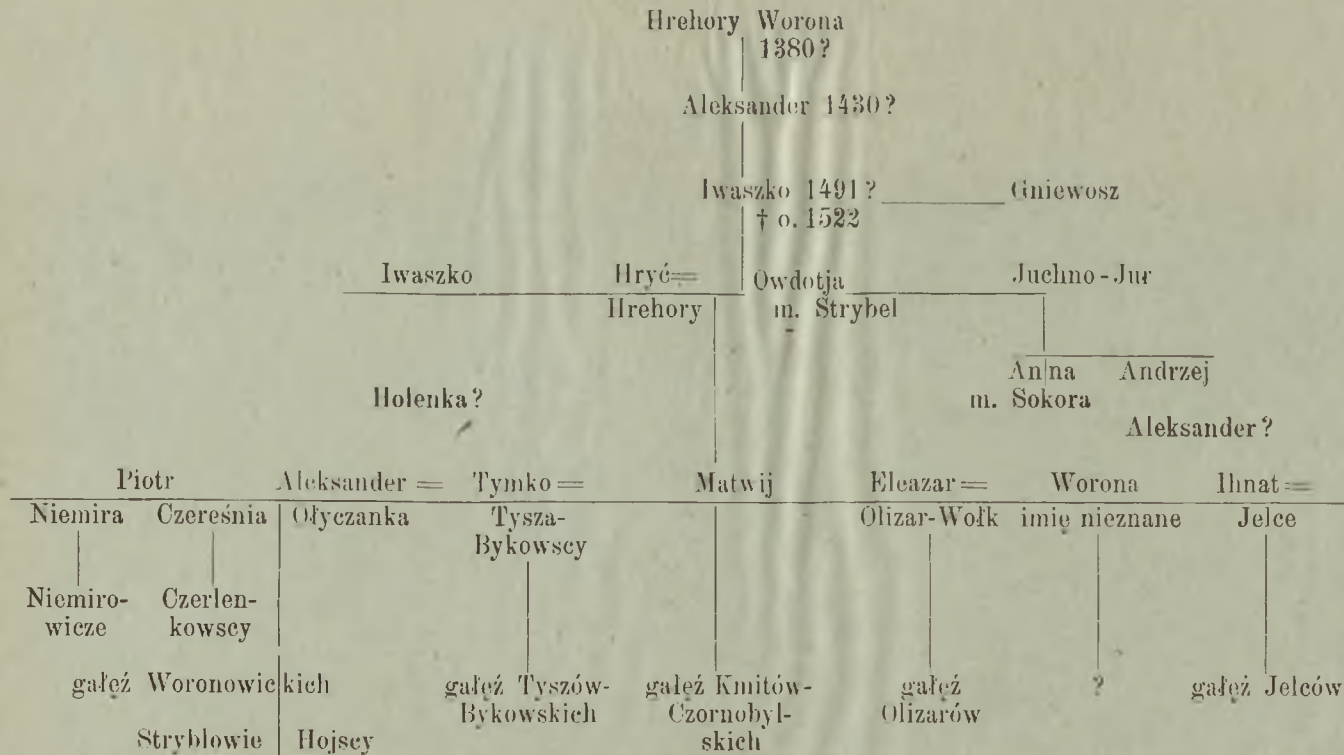 Hrehory Worona
1380?
Aleksander 1430?
Iwaszko 1491? Gniewosz
† o. 1522
Iwaszko Hryć= Owdotja Juchno-Jur
Hrehory m. Strybel
Anna Andrzej
Holenka? m. Sokora
Aleksander?
Piotr Aleksander = Tymko = Matwij Eleazar = Worona Ihnat =
Niemira Czereśnia Ołyczanka Tysza- Olizar-Wołk imię nieznane Jelce
Bykowscy
Niemiro- Czerlen-
wicze kowscy
gałęź Woronowickich gałęź Tyszów- gałęź Kmitów- gałęź ? gałęź Jelców
Bykowskich Czornobyl- Olizarów
Stryblowie Hojscy skich